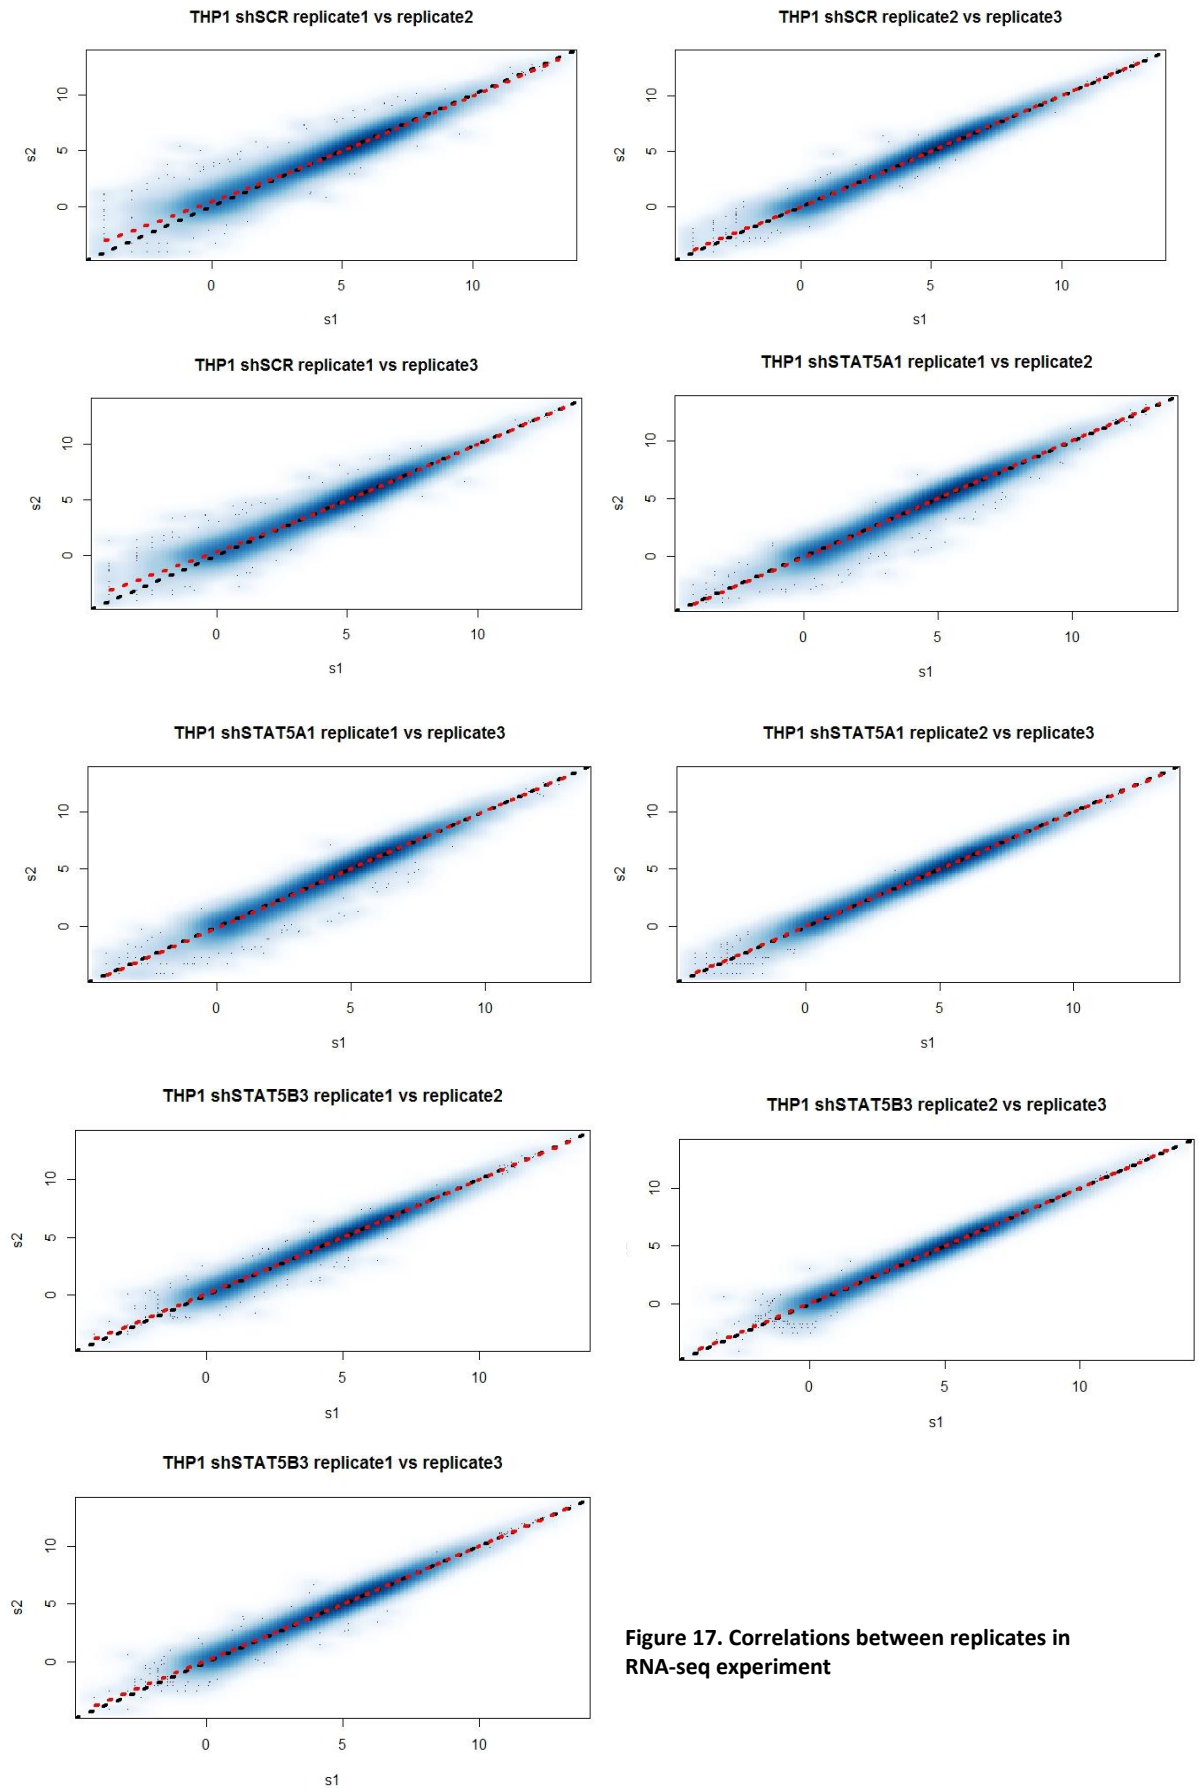 THP1 shSCR replicate1 vs replicate2
10
5
0
s2
0 5 10
s1
THP1 shSCR replicate2 vs replicate3
10
5
0
s2
0 5 10
s1
THP1 shSCR replicate1 vs replicate3
10
5
0
s2
0 5 10
s1
THP1 shSTAT5A1 replicate1 vs replicate2
10
5
0
s2
0 5 10
s1
THP1 shSTAT5A1 replicate1 vs replicate3
10
5
0
s2
0 5 10
s1
THP1 shSTAT5A1 replicate2 vs replicate3
10
5
0
s2
0 5 10
s1
THP1 shSTAT5B3 replicate1 vs replicate2
10
5
0
s2
0 5 10
s1
THP1 shSTAT5B3 replicate2 vs replicate3
10
5
0
0 5 10
s1
THP1 shSTAT5B3 replicate1 vs replicate3
10
5
0
s2
0 5 10
s1
Figure 17. Correlations between replicates in
RNA-seq experiment